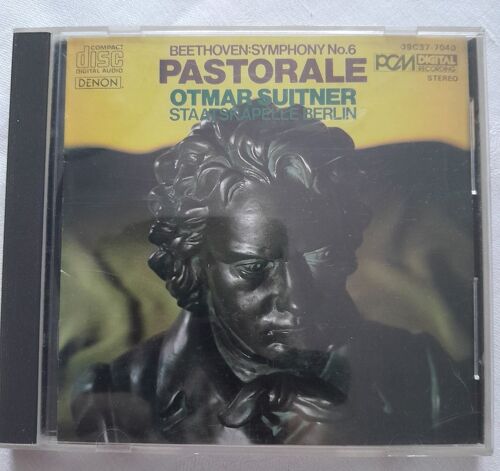 COMPACT
disc
DIGITAL AUDIO
DENON
BEETHOVEN:SYMPHONY No.6
PASTORALE
OTMAR SUITNER
STAATSKAPELLE BERLIN
38C37-7040
PCM DIGITAL
RECORDING
STEREO